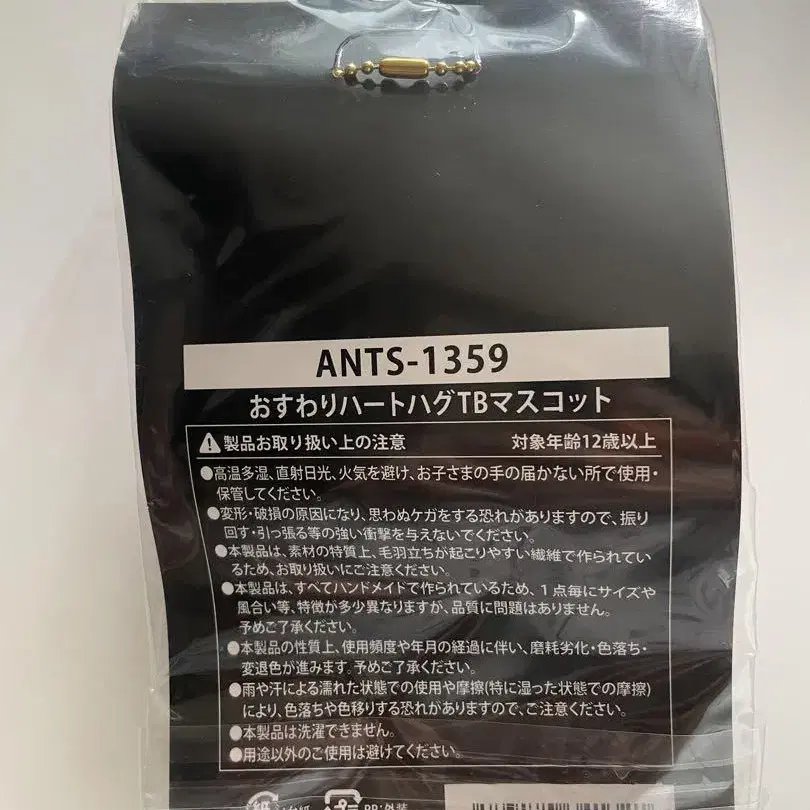 ANTS-1359
おすわりハートハグTBマスコット
製品お取り扱い上の注意 対象年齢12歳以上
●高温多湿、直射日光、火気を避け、お子さまの手の届かない所で使用・
保管してください。
●変形・破損の原因になり、思わぬケガをする恐れがありますので、振り
回す・引っ張る等の強い衝撃を与えないでください。
●本製品は、素材の特質上、毛羽立ちが起こりやすい繊維で作られてい
るため、お取り扱いにご注意ください。
●本製品は、すべてハンドメイドで作られているため、1点毎にサイズや
風合い等、特徴が多少異なりますが、品質に問題はありません。
予めご了承ください。
●本製品の性質上、使用頻度や年月の経過に伴い、磨耗劣化・色落ち・
変退色が進みます。予めご了承ください。
●雨や汗による濡れた状態での使用や摩擦(特に湿った状態での摩擦)
により、色落ちや色移りする恐れがありますので、ご注意ください。
●本製品は洗濯できません。
●用途以外のご使用は避けてください。
紙 :台紙 プラ PP:外装